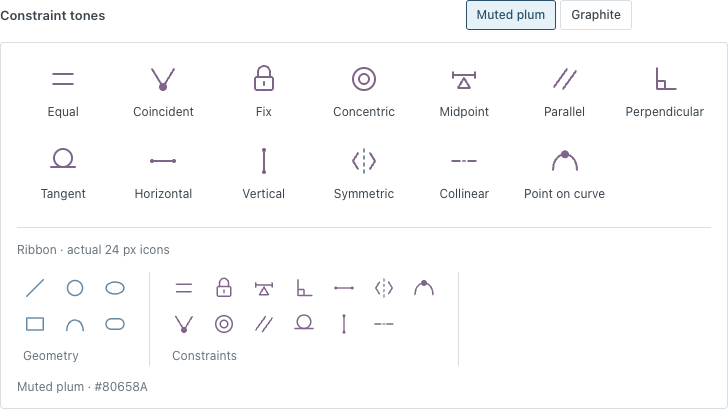 Constraint tones
Muted plum
Graphite
Equal
Coincident
Fix
Concentric
Midpoint
Parallel
Perpendicular
Tangent
Horizontal
Vertical
Symmetric
Collinear
Point on curve
Ribbon · actual 24 px icons
Geometry
Constraints
Muted plum · #80658A